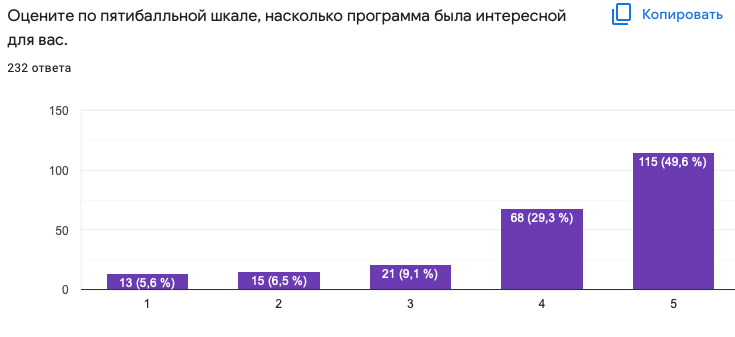 Оцените по пятибалльной шкале, насколько программа была интересной
для вас.
Копировать
232 ответа
150
100
50
0
13 (5,6 %)
15 (6,5 %)
21 (9,1 %)
68 (29,3 %)
115 (49,6 %)
1
2
3
4
5